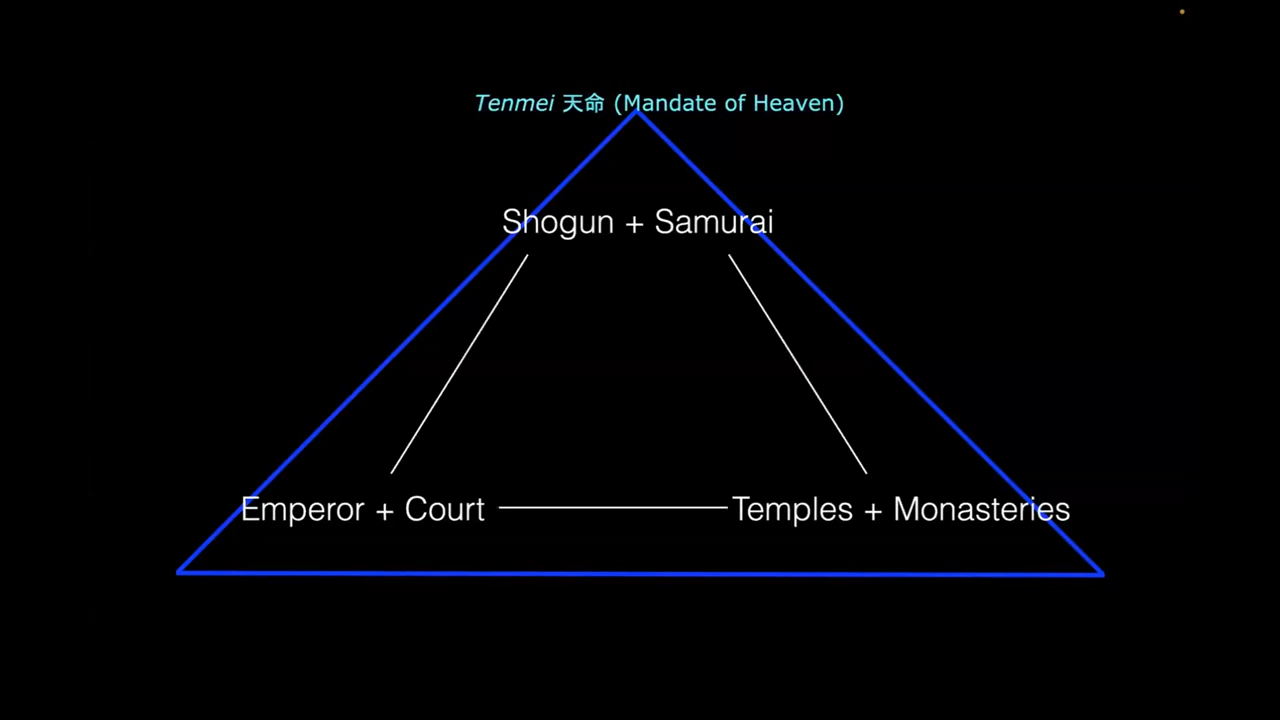 Tenmei 天命 (Mandate of Heaven)
Shogun + Samurai
Emperor + Court
Temples + Monasteries